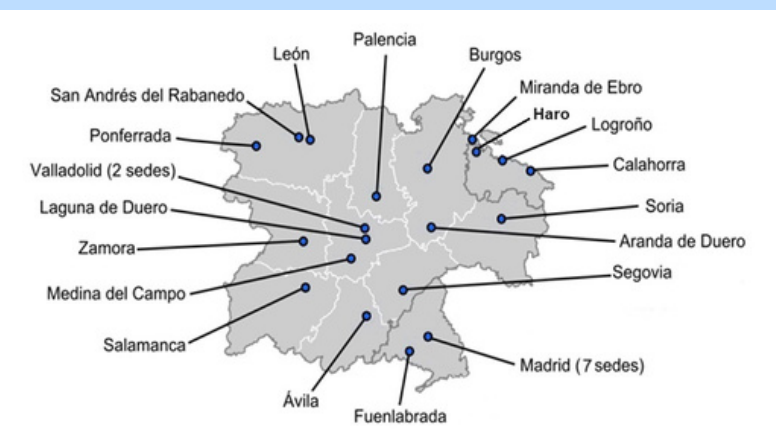 Palencia
León
Burgos
San Andrés del Rabanedo
Miranda de Ebro
Haro
Logroño
Ponferrada
Calahorra
Valladolid (2 sedes)
Laguna de Duero
Soria
Zamora
Aranda de Duero
Segovia
Medina del Campo
Salamanca
Madrid (7 sedes)
Ávila
Fuenlabrada